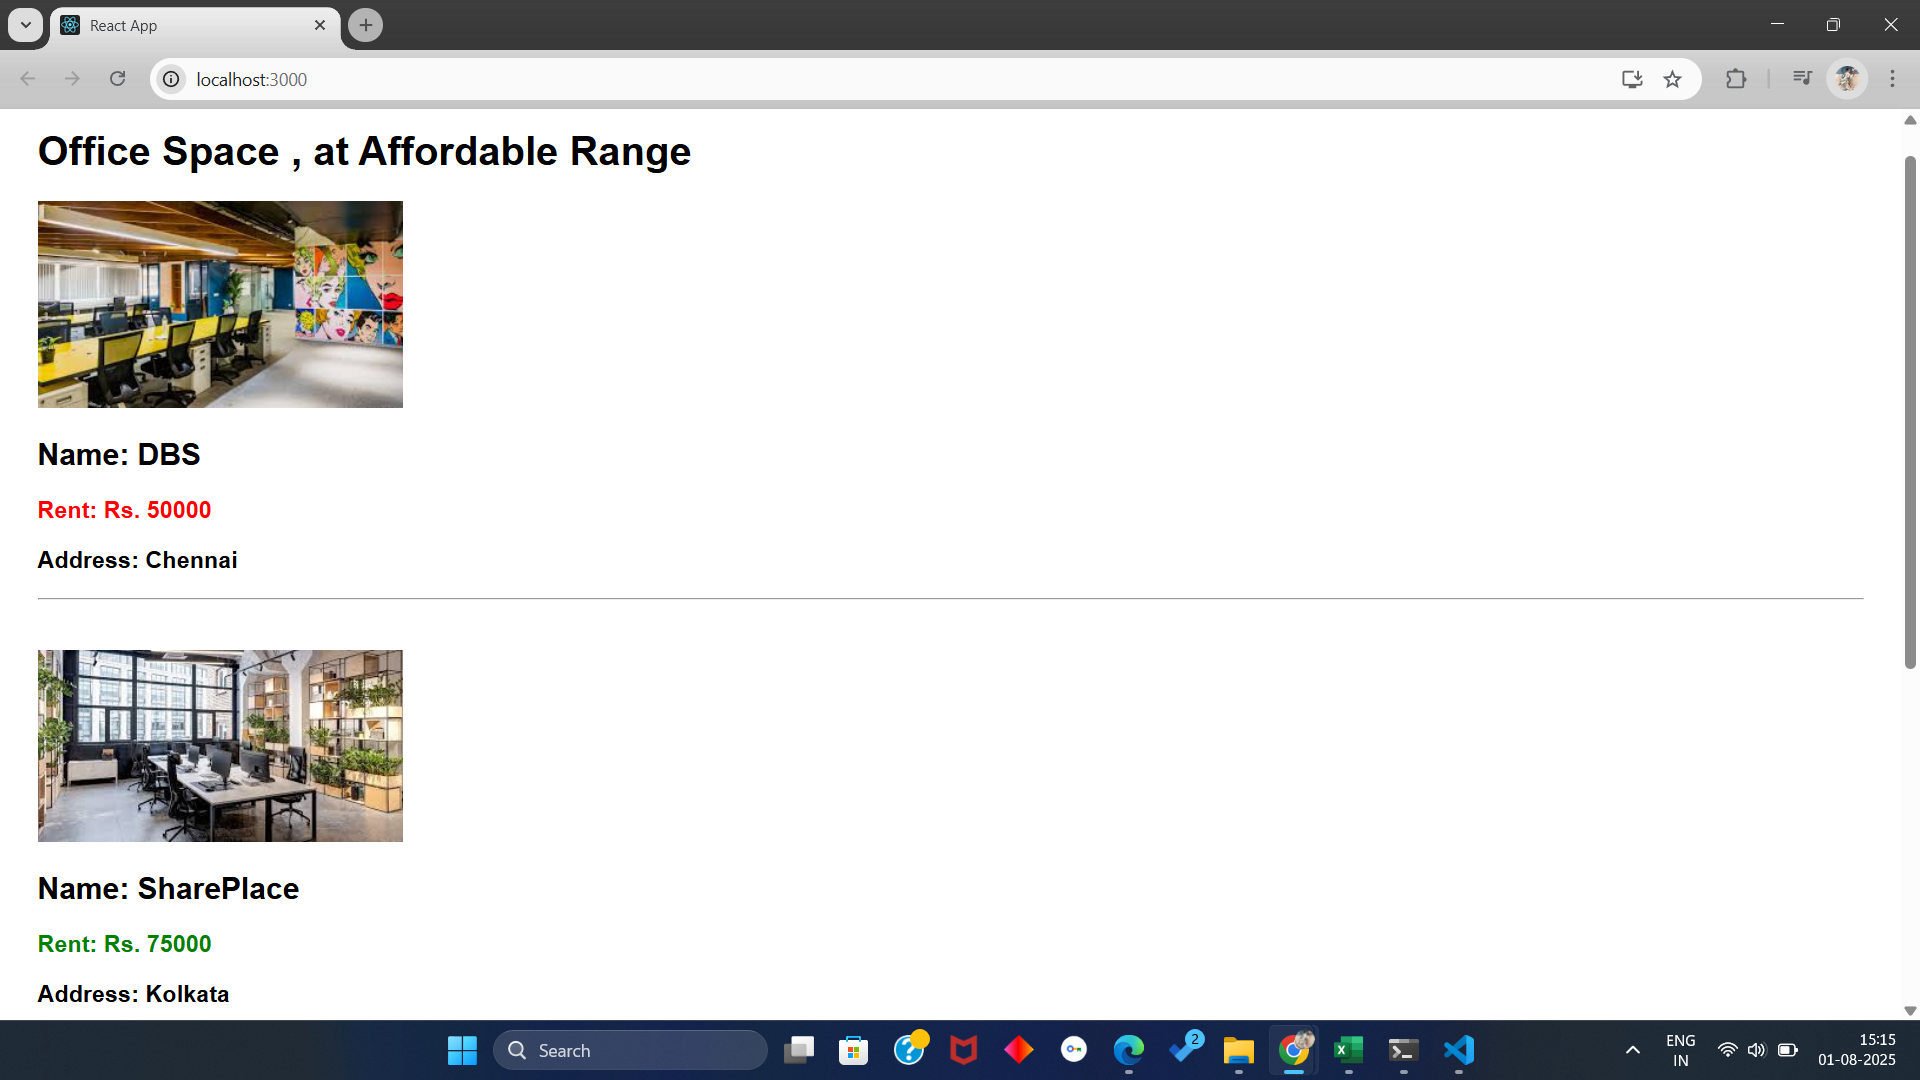 React App
localhost:3000
Office Space , at Affordable Range
Name: DBS
Rent: Rs. 50000
Address: Chennai
Name: SharePlace
Rent: Rs. 75000
Address: Kolkata
Search
2
ENG
IN
15:15
01-08-2025